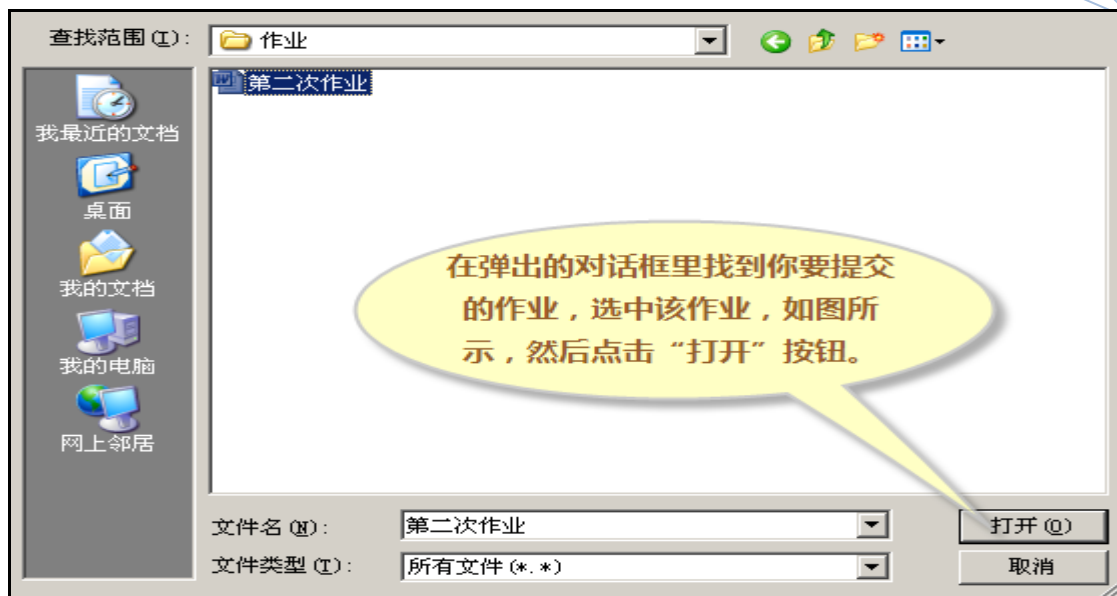 查找范围(I):
作业
我最近的文档
桌面
我的文档
我的电脑
网上邻居
第二次作业
在弹出的对话框里找到你要提交
的作业，选中该作业，如图所
示，然后点击“打开”按钮。
文件名(N):
第二次作业
打开(O)
文件类型(T):
所有文件(*.*)
取消